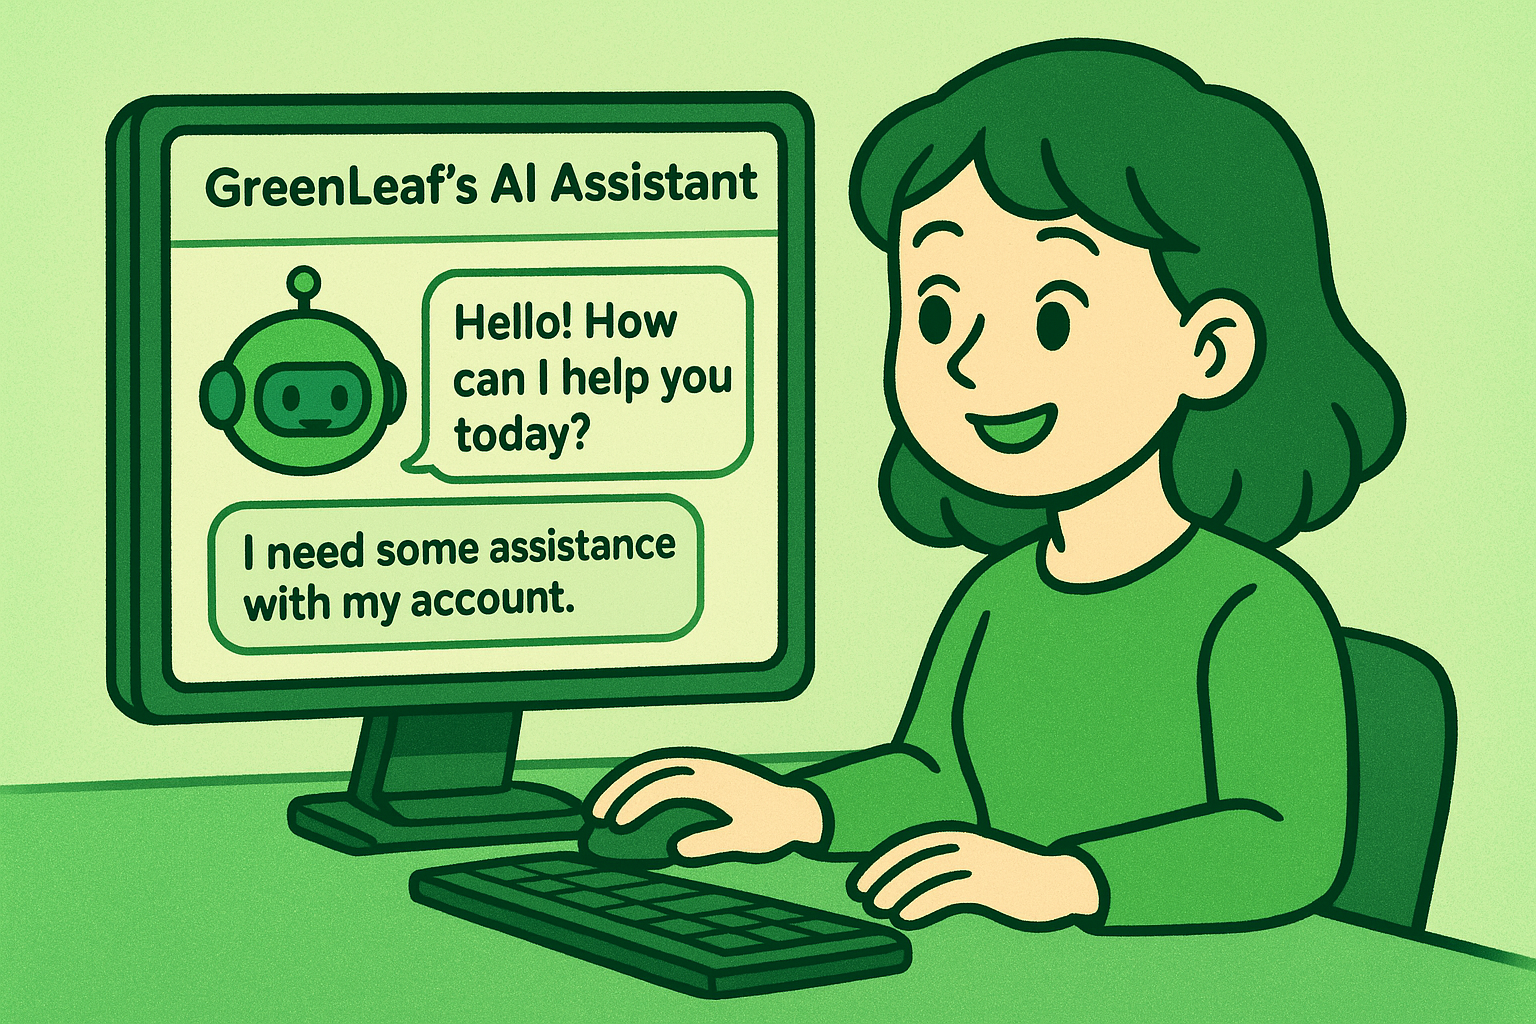 GreenLeaf’s AI Assistant
Hello! How
can I help you
today?
I need some assistance
with my account.